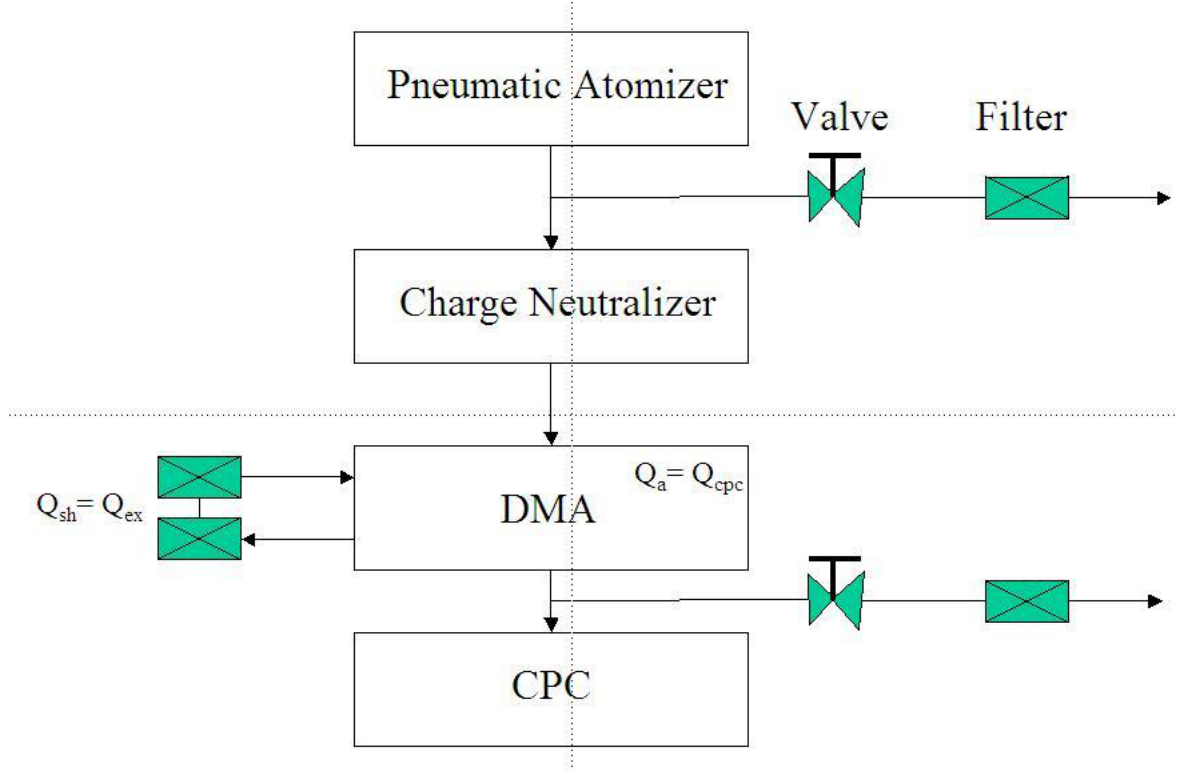 Pneumatic Atomizer
Valve
Filter
Charge Neutralizer
Qa= Qcpc
Qsh= Qex
DMA
CPC